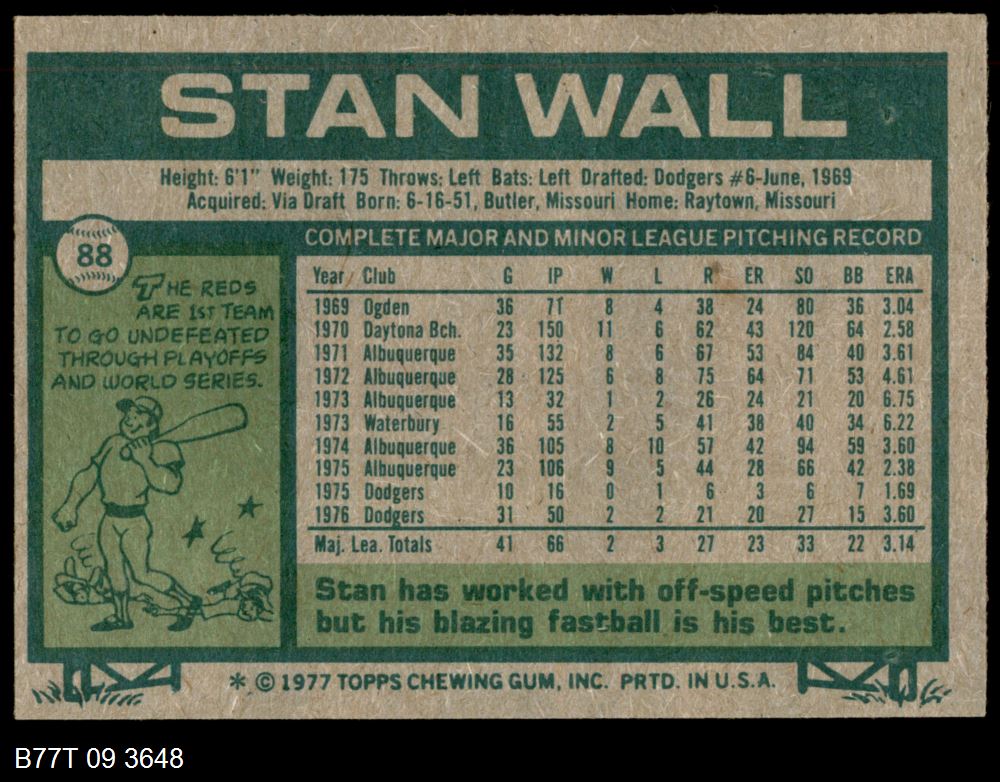 STAN WALL
Height: 6'1" Weight: 175 Throws: Left Bats: Left Drafted: Dodgers #6-June, 1969
Acquired: Via Draft Born: 6-16-51, Butler, Missouri Home: Raytown, Missouri
88
THE REDS
ARE 1ST TEAM
TO GO UNDEFEATED
THROUGH PLAYOFFS
AND WORLD SERIES.
COMPLETE MAJOR AND MINOR LEAGUE PITCHING RECORD
Year Club G IP W L R ER SO BB ERA
1969 Ogden 36 71 8 4 38 24 80 36 3.04
1970 Daytona Bch. 23 150 11 6 62 43 120 64 2.58
1971 Albuquerque 35 132 8 6 67 53 84 40 3.61
1972 Albuquerque 28 125 6 8 75 64 71 53 4.61
1973 Albuquerque 13 32 1 2 26 24 21 20 6.75
1973 Waterbury 16 55 2 5 41 38 40 34 6.22
1974 Albuquerque 36 105 8 10 57 42 94 59 3.60
1975 Albuquerque 23 106 9 5 44 28 66 42 2.38
1975 Dodgers 10 16 0 1 6 3 6 7 1.69
1976 Dodgers 31 50 2 2 21 20 27 15 3.60
Maj. Lea. Totals 41 66 2 3 27 23 33 22 3.14
Stan has worked with off-speed pitches
but his blazing fastball is his best.
* © 1977 TOPPS CHEWING GUM, INC. PRTD. IN U.S.A.
B77T 09 3648